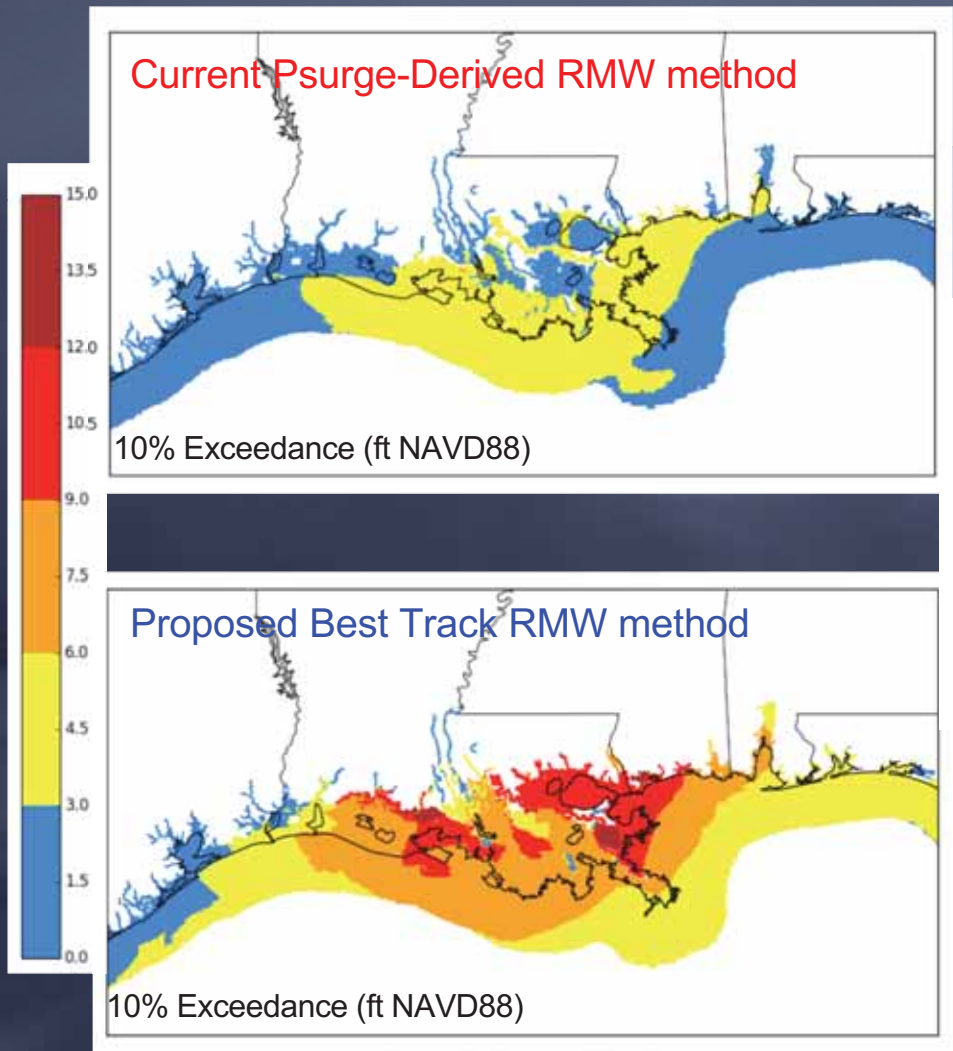 Current Psurge-Derived RMW method
15.0
13.5
12.0
10.5
9.0
7.5
6.0
4.5
3.0
1.5
0.0
10% Exceedance (ft NAVD88)
Proposed Best Track RMW method
10% Exceedance (ft NAVD88)